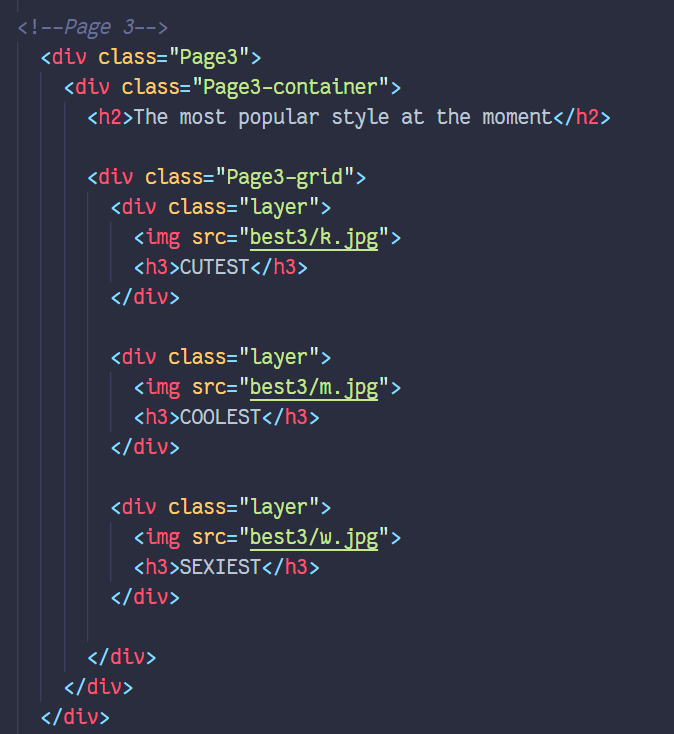 <!--Page 3-->
<div class="Page3">
<div class="Page3-container">
<h2>The most popular style at the moment</h2>
<div class="Page3-grid">
<div class="layer">
<img src="best3/k.jpg">
<h3>CUTEST</h3>
</div>
<div class="layer">
<img src="best3/m.jpg">
<h3>COOLEST</h3>
</div>
<div class="layer">
<img src="best3/w.jpg">
<h3>SEXIEST</h3>
</div>
</div>
</div>
</div>